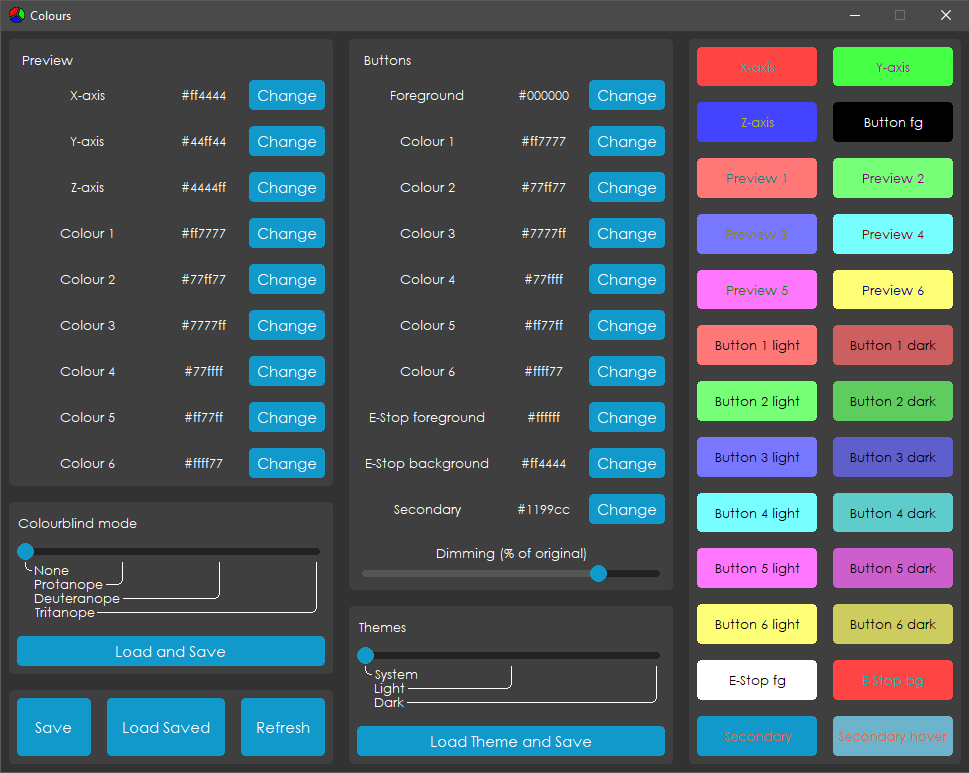 Colours
Preview
X-axis #ff4444 Change
Y-axis #44ff44 Change
Z-axis #4444ff Change
Colour 1 #ff7777 Change
Colour 2 #77ff77 Change
Colour 3 #7777ff Change
Colour 4 #77ffff Change
Colour 5 #ff77ff Change
Colour 6 #ffff77 Change
Colourblind mode
None
Protanope
Deuteranope
Tritanope
Load and Save
Save Load Saved Refresh
Buttons
Foreground #000000 Change
Colour 1 #ff7777 Change
Colour 2 #77ff77 Change
Colour 3 #7777ff Change
Colour 4 #77ffff Change
Colour 5 #ff77ff Change
Colour 6 #ffff77 Change
E-Stop foreground #ffffff Change
E-Stop background #ff4444 Change
Secondary #1199cc Change
Dimming (% of original)
Themes
System
Light
Dark
Load Theme and Save
X-axis Y-axis
Z-axis Button fg
Preview 1 Preview 2
Preview 3 Preview 4
Preview 5 Preview 6
Button 1 light Button 1 dark
Button 2 light Button 2 dark
Button 3 light Button 3 dark
Button 4 light Button 4 dark
Button 5 light Button 5 dark
Button 6 light Button 6 dark
E-Stop fg E-Stop bg
Secondary Secondary hover